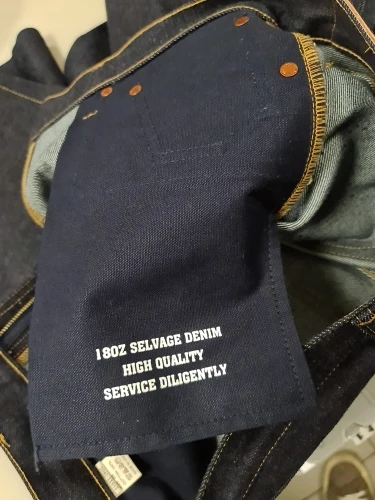 18OZ SELVAGE DENIM
HIGH QUALITY
SERVICE DILIGENTLY